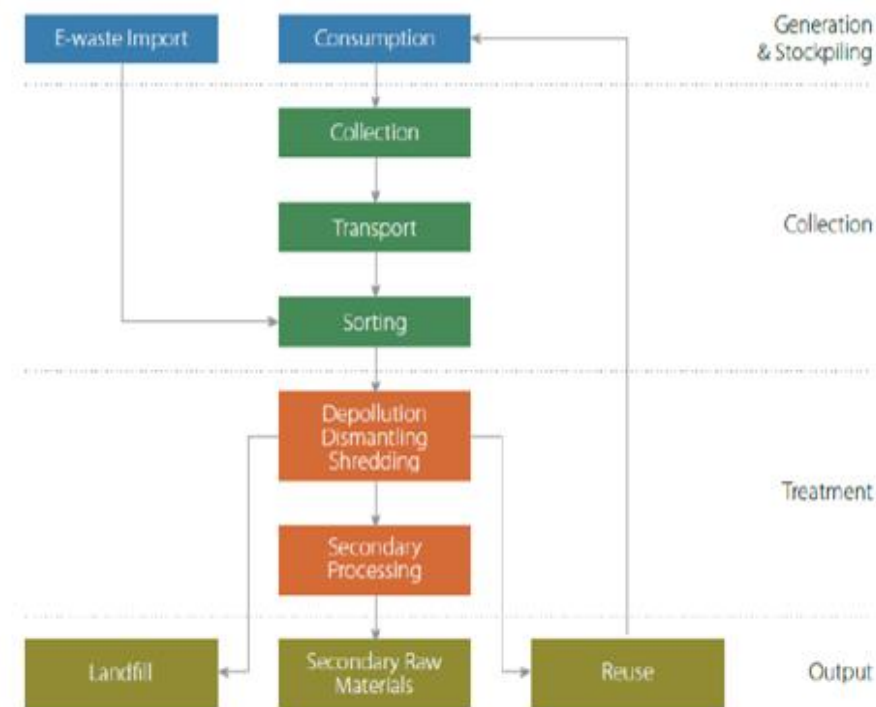 E-waste Import
Consumption
Generation
& Stockpiling
Collection
Transport
Collection
Sorting
Depollution
Dismantling
Shredding
Treatment
Secondary
Processing
Landfill
Secondary Raw
Materials
Reuse
Output